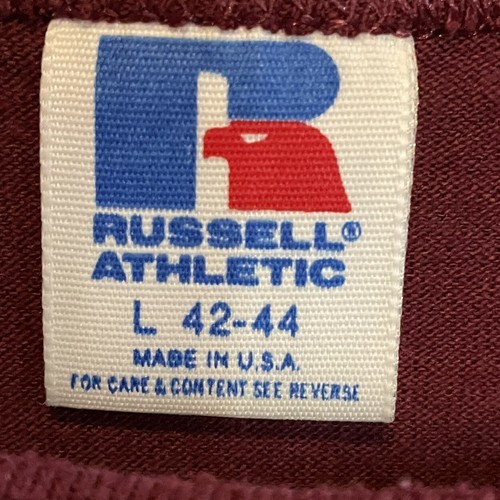 RUSSELL®
ATHLETIC
L 42-44
MADE IN U.S.A.
FOR CARE & CONTENT SEE REVERSE